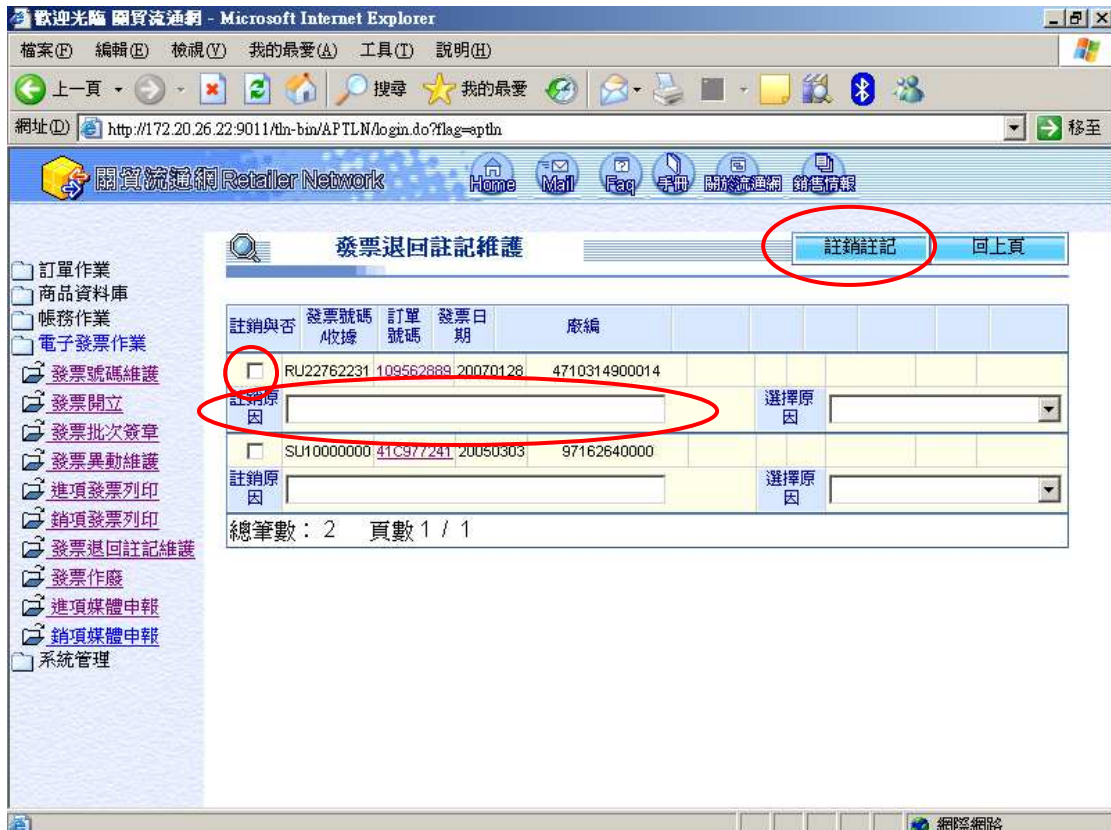 歡迎光臨 關貿流通網 - Microsoft Internet Explorer
檔案(F) 編輯(E) 檢視(V) 我的最愛(A) 工具(T) 說明(H)
上一頁 搜尋 我的最愛
網址(D) http://172.20.26.22:9011/tln-bin/APTLN/login.do?flag=aptln 移至
關貿流通網 Retailer Network Home Mail Faq 手冊 關於流通網 銷售情報
發票退回註記維護 註銷註記 回上頁
訂單作業
商品資料庫
帳務作業
電子發票作業
發票號碼維護
發票開立
發票批次簽章
發票異動維護
進項發票列印
銷項發票列印
發票退回註記維護
發票作廢
進項媒體申報
銷項媒體申報
系統管理
註銷與否 發票號碼/收據 訂單號碼 發票日期 廠編
RU22762231 109562889 20070128 4710314900014
註銷原因 選擇原因
SU10000000 41C977241 20050303 97162640000
註銷原因 選擇原因
總筆數: 2 頁數 1 / 1
網際網路